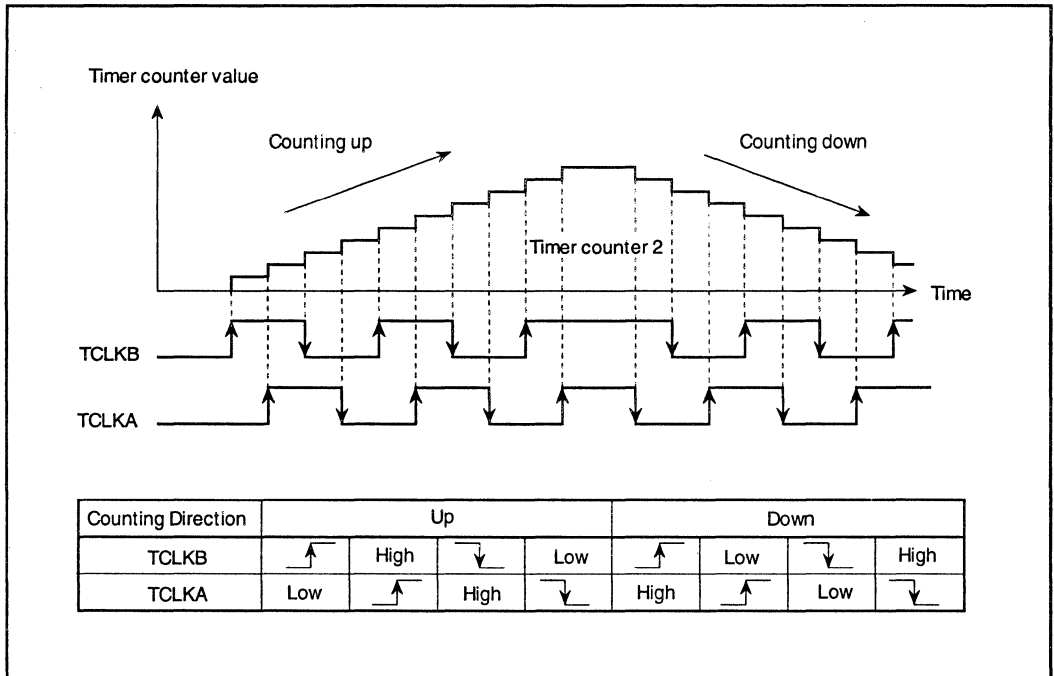 Timer counter value
Counting up
Counting down
Timer counter 2
Time
TCLKB
TCLKA
Counting Direction Up Down
TCLKB High Low Low High
TCLKA Low High High Low